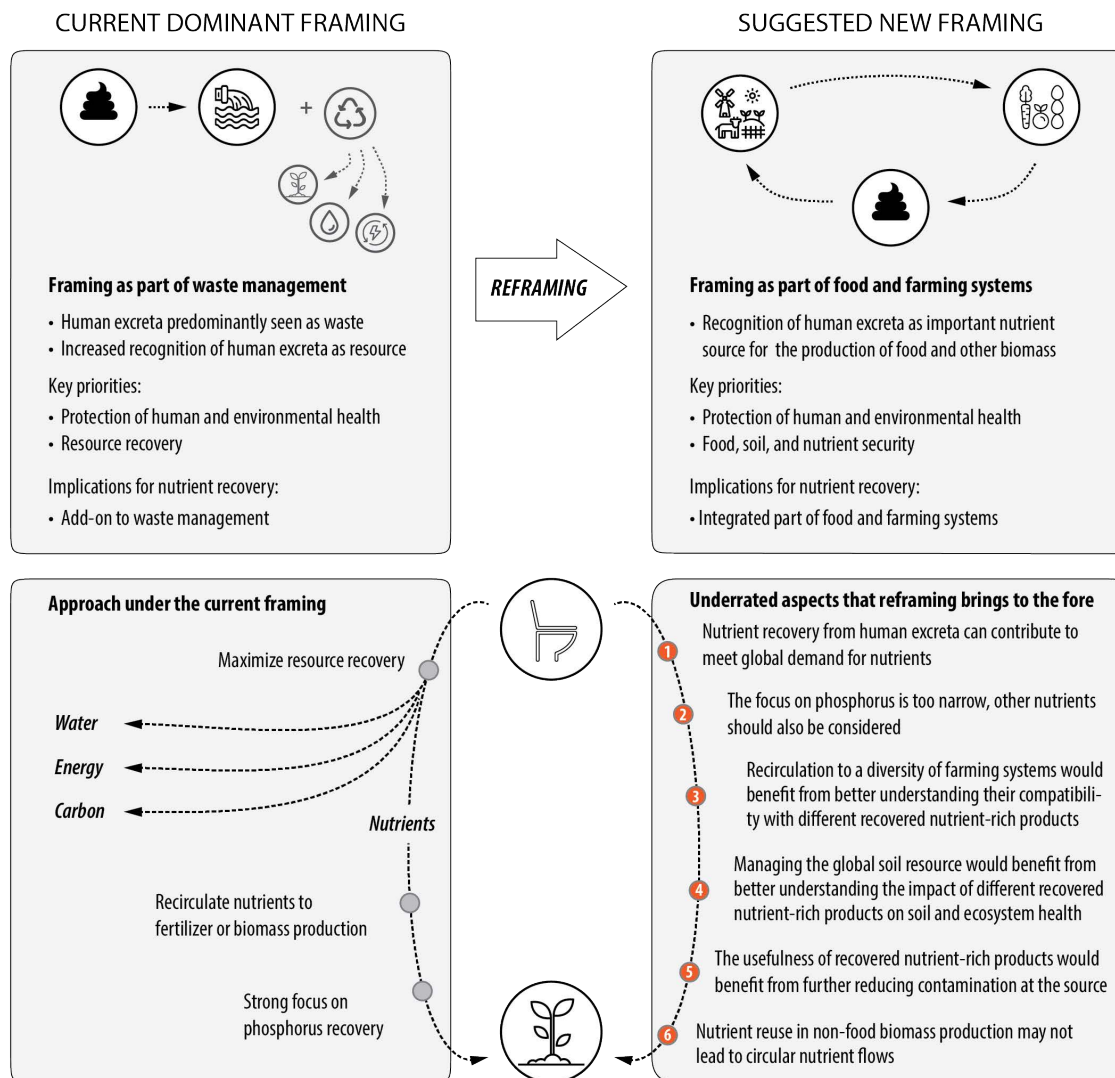 CURRENT DOMINANT FRAMING
SUGGESTED NEW FRAMING
Framing as part of waste management
• Human excreta predominantly seen as waste
• Increased recognition of human excreta as resource
Key priorities:
• Protection of human and environmental health
• Resource recovery
Implications for nutrient recovery:
• Add-on to waste management
REFRAMING
Framing as part of food and farming systems
• Recognition of human excreta as important nutrient
source for the production of food and other biomass
Key priorities:
• Protection of human and environmental health
• Food, soil, and nutrient security
Implications for nutrient recovery:
• Integrated part of food and farming systems
Approach under the current framing
Maximize resource recovery
Water
Energy
Carbon
Nutrients
Recirculate nutrients to
fertilizer or biomass production
Strong focus on
phosphorus recovery
Underrated aspects that reframing brings to the fore
1 Nutrient recovery from human excreta can contribute to
meet global demand for nutrients
2 The focus on phosphorus is too narrow, other nutrients
should also be considered
3 Recirculation to a diversity of farming systems would
benefit from better understanding their compatibili-
ty with different recovered nutrient-rich products
4 Managing the global soil resource would benefit from
better understanding the impact of different recovered
nutrient-rich products on soil and ecosystem health
5 The usefulness of recovered nutrient-rich products would
benefit from further reducing contamination at the source
6 Nutrient reuse in non-food biomass production may not
lead to circular nutrient flows